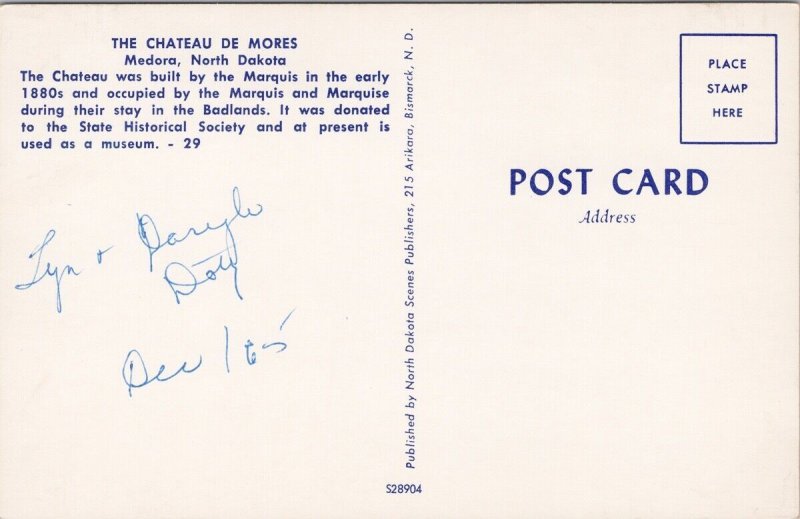 THE CHATEAU DE MORES
Medora, North Dakota
The Chateau was built by the Marquis in the early
1880s and occupied by the Marquis and Marquise
during their stay in the Badlands. It was donated
to the State Historical Society and at present is
used as a museum. - 29
Lyn +
Doty
Dec 1
Published by North Dakota Scenes Publishers, 215 Arikara, Bismarck, N. D.
S28904
PLACE
STAMP
HERE
POST CARD
Address